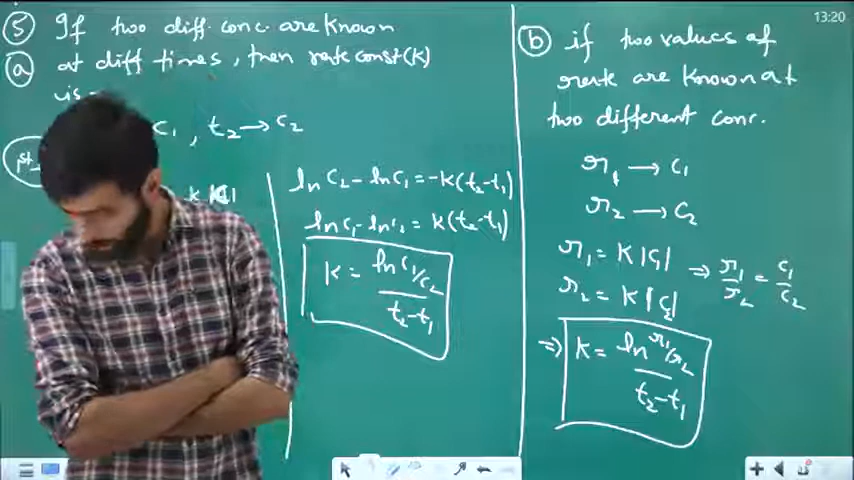 5 If two diff. conc. are known
a at diff times, then rate const (K)
is -
C1, t2 → C2
1st
ln C2 - ln C1 = -K(t2-t1)
ln C1 - ln C2 = K(t2-t1)
K = ln C1/C2 / t2-t1
13:20
b if two values of
rate are known at
two different conc.
r1 → C1
r2 → C2
r1 = K|C1|
r2 = K|C2| ⇒ r1/r2 = C1/C2
⇒ K = ln r1/r2 / t2-t1